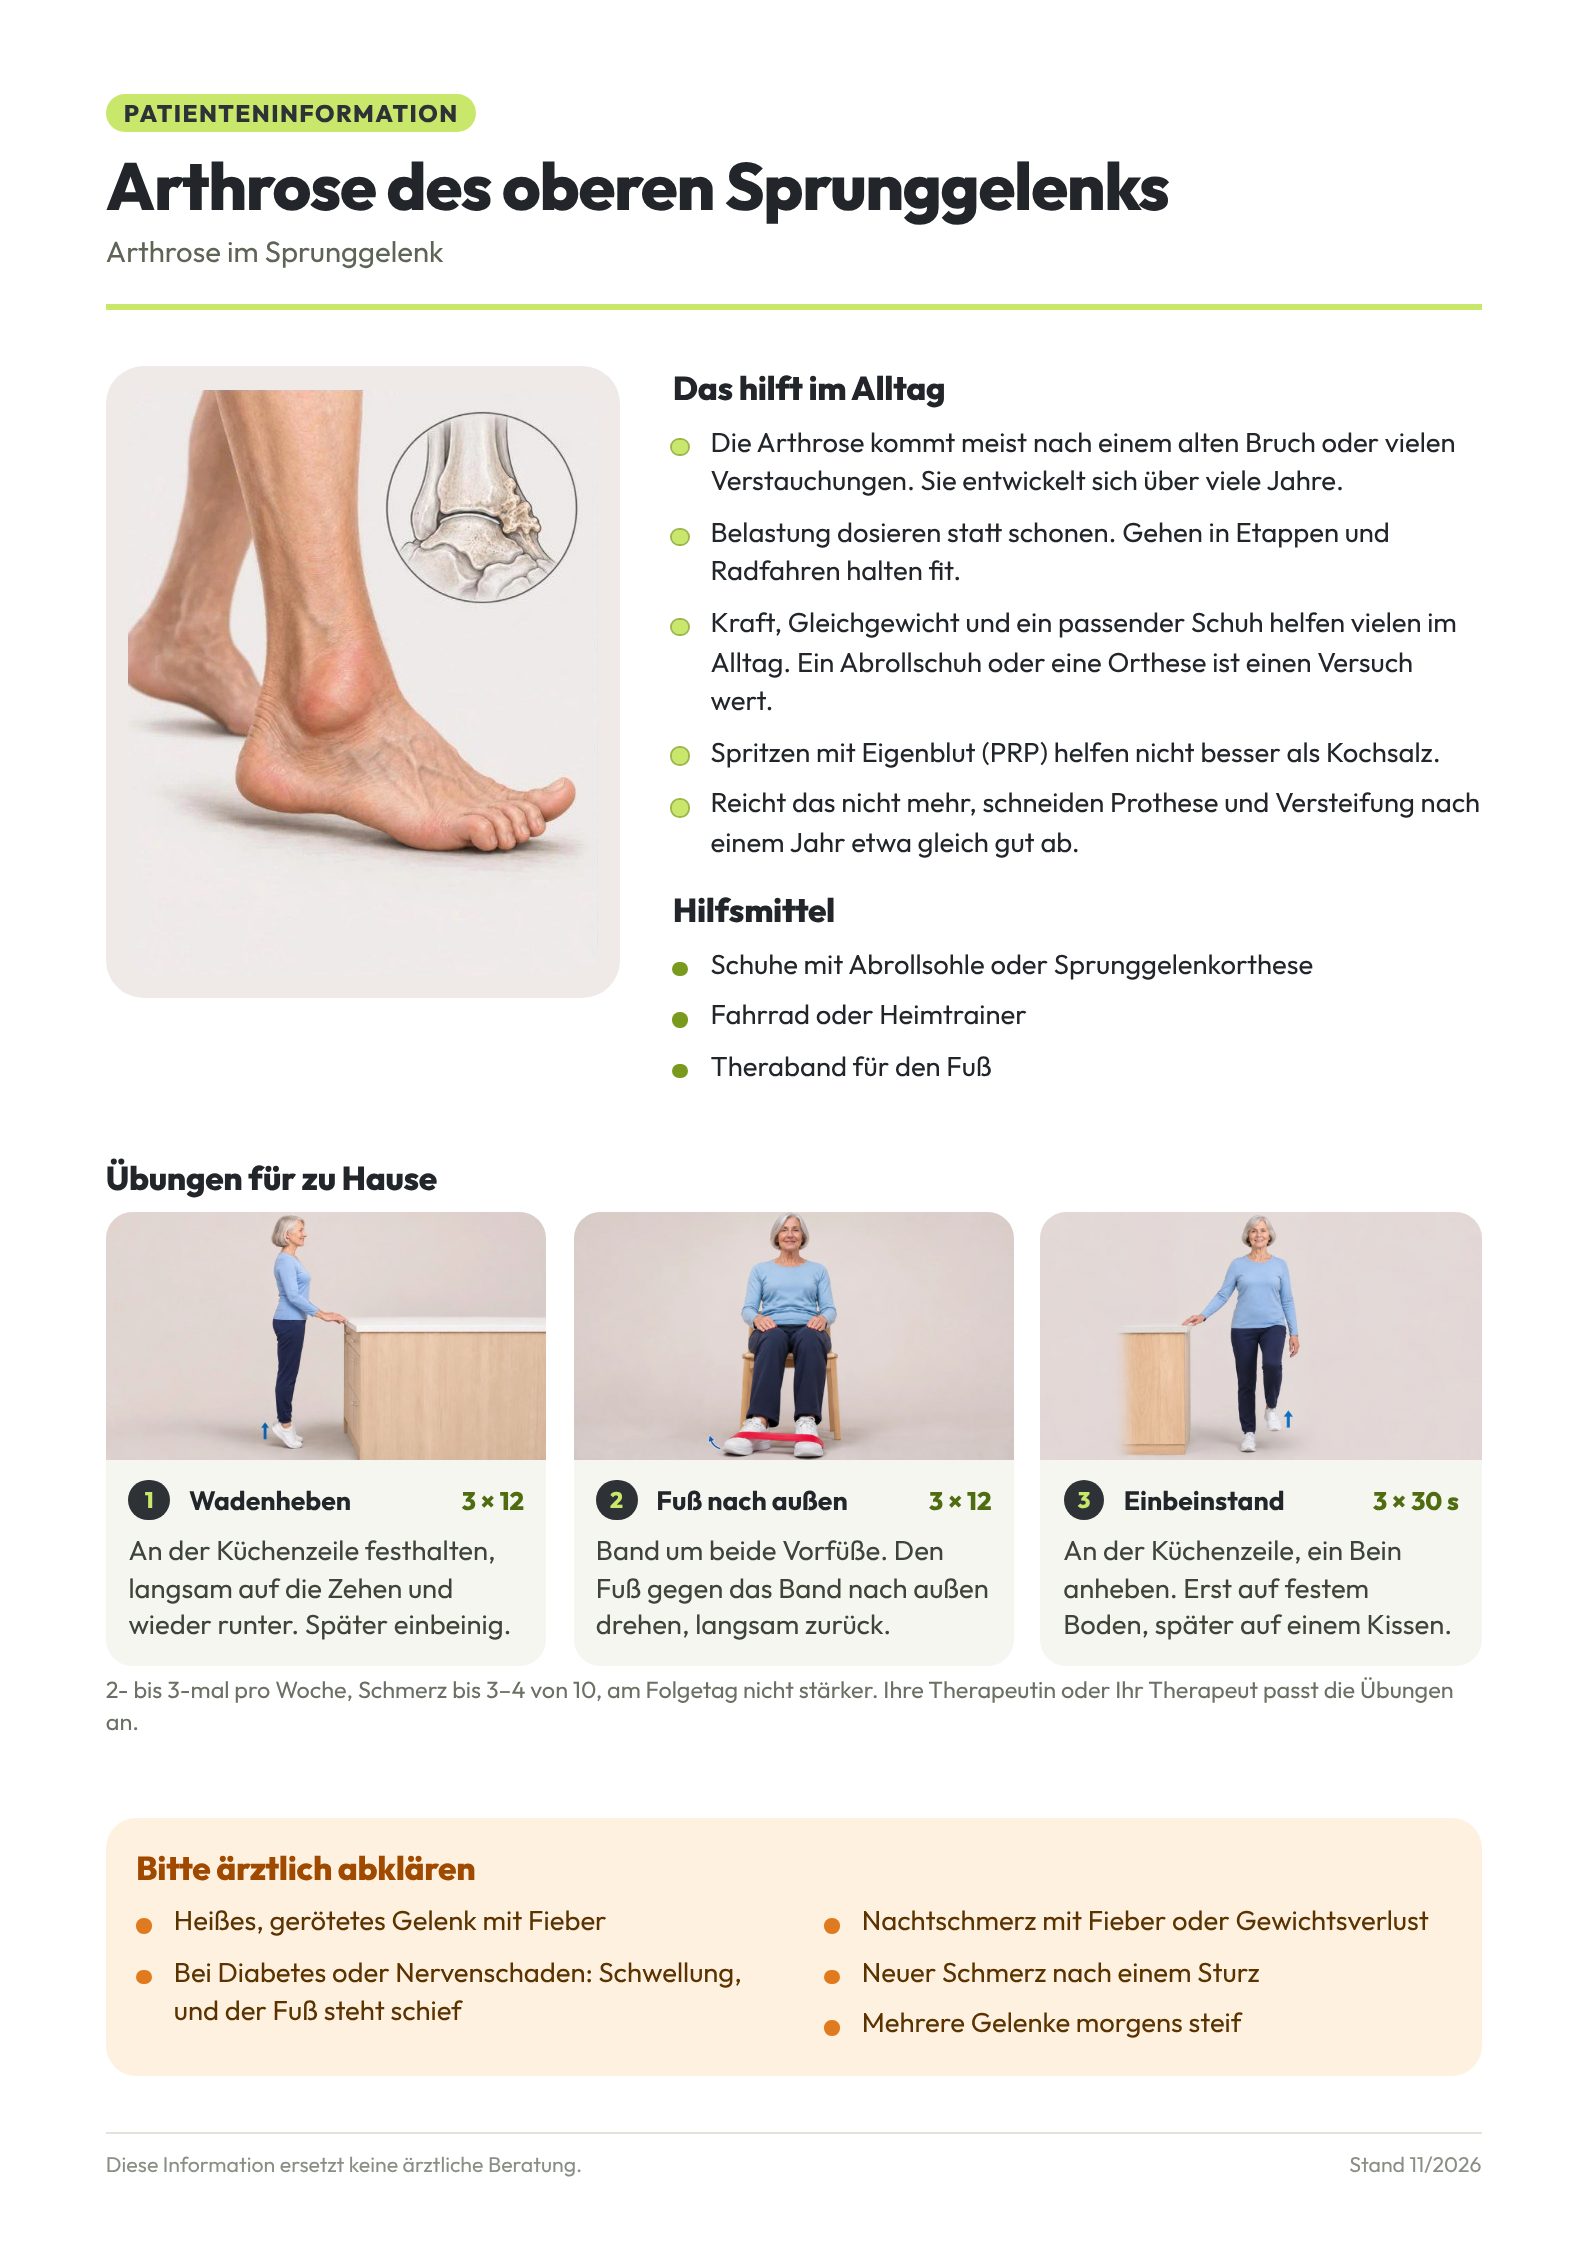 PATIENTENINFORMATION
Arthrose des oberen Sprunggelenks
Arthrose im Sprunggelenk
Das hilft im Alltag
Die Arthrose kommt meist nach einem alten Bruch oder vielen
Verstauchungen. Sie entwickelt sich über viele Jahre.
Belastung dosieren statt schonen. Gehen in Etappen und
Radfahren halten fit.
Kraft, Gleichgewicht und ein passender Schuh helfen vielen im
Alltag. Ein Abrollschuh oder eine Orthese ist einen Versuch
wert.
Spritzen mit Eigenblut (PRP) helfen nicht besser als Kochsalz.
Reicht das nicht mehr, schneiden Prothese und Versteifung nach
einem Jahr etwa gleich gut ab.
Hilfsmittel
Schuhe mit Abrollsohle oder Sprunggelenkorthese
Fahrrad oder Heimtrainer
Theraband für den Fuß
Übungen für zu Hause
1 Wadenheben 3 × 12
An der Küchenzeile festhalten,
langsam auf die Zehen und
wieder runter. Später einbeinig.
2 Fuß nach außen 3 × 12
Band um beide Vorfüße. Den
Fuß gegen das Band nach außen
drehen, langsam zurück.
3 Einbeinstand 3 × 30 s
An der Küchenzeile, ein Bein
anheben. Erst auf festem
Boden, später auf einem Kissen.
2- bis 3-mal pro Woche, Schmerz bis 3–4 von 10, am Folgetag nicht stärker. Ihre Therapeutin oder Ihr Therapeut passt die Übungen
an.
Bitte ärztlich abklären
Heißes, gerötetes Gelenk mit Fieber
Bei Diabetes oder Nervenschaden: Schwellung,
und der Fuß steht schief
Nachtschmerz mit Fieber oder Gewichtsverlust
Neuer Schmerz nach einem Sturz
Mehrere Gelenke morgens steif
Diese Information ersetzt keine ärztliche Beratung.
Stand 11/2026